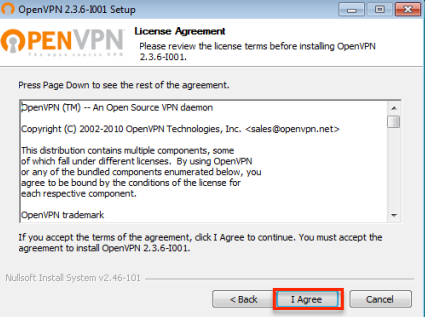 OpenVPN 2.3.6-I001 Setup
OPENVPN
The open source VPN
License Agreement
Please review the license terms before installing OpenVPN
2.3.6-I001.
Press Page Down to see the rest of the agreement.
OpenVPN (TM) -- An Open Source VPN daemon
Copyright (C) 2002-2010 OpenVPN Technologies, Inc. <sales@openvpn.net>
This distribution contains multiple components, some
of which fall under different licenses. By using OpenVPN
or any of the bundled components enumerated below, you
agree to be bound by the conditions of the license for
each respective component.
OpenVPN trademark
If you accept the terms of the agreement, click I Agree to continue. You must accept the
agreement to install OpenVPN 2.3.6-I001.
Nullsoft Install System v2.46-101
< Back
I Agree
Cancel